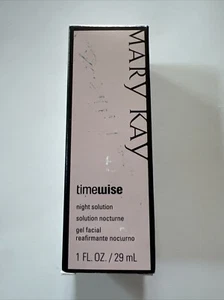 MARY KAY
timewise
night solution
solution nocturne
gel facial
reafirmante nocturno
1 FL. OZ. / 29 mL